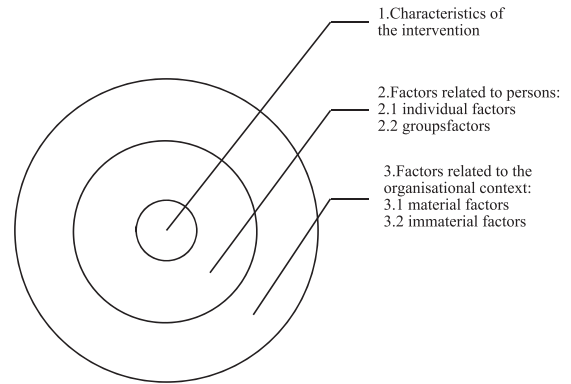 1.Characteristics of
the intervention
2.Factors related to persons:
2.1 individual factors
2.2 groupsfactors
3.Factors related to the
organisational context:
3.1 material factors
3.2 immaterial factors